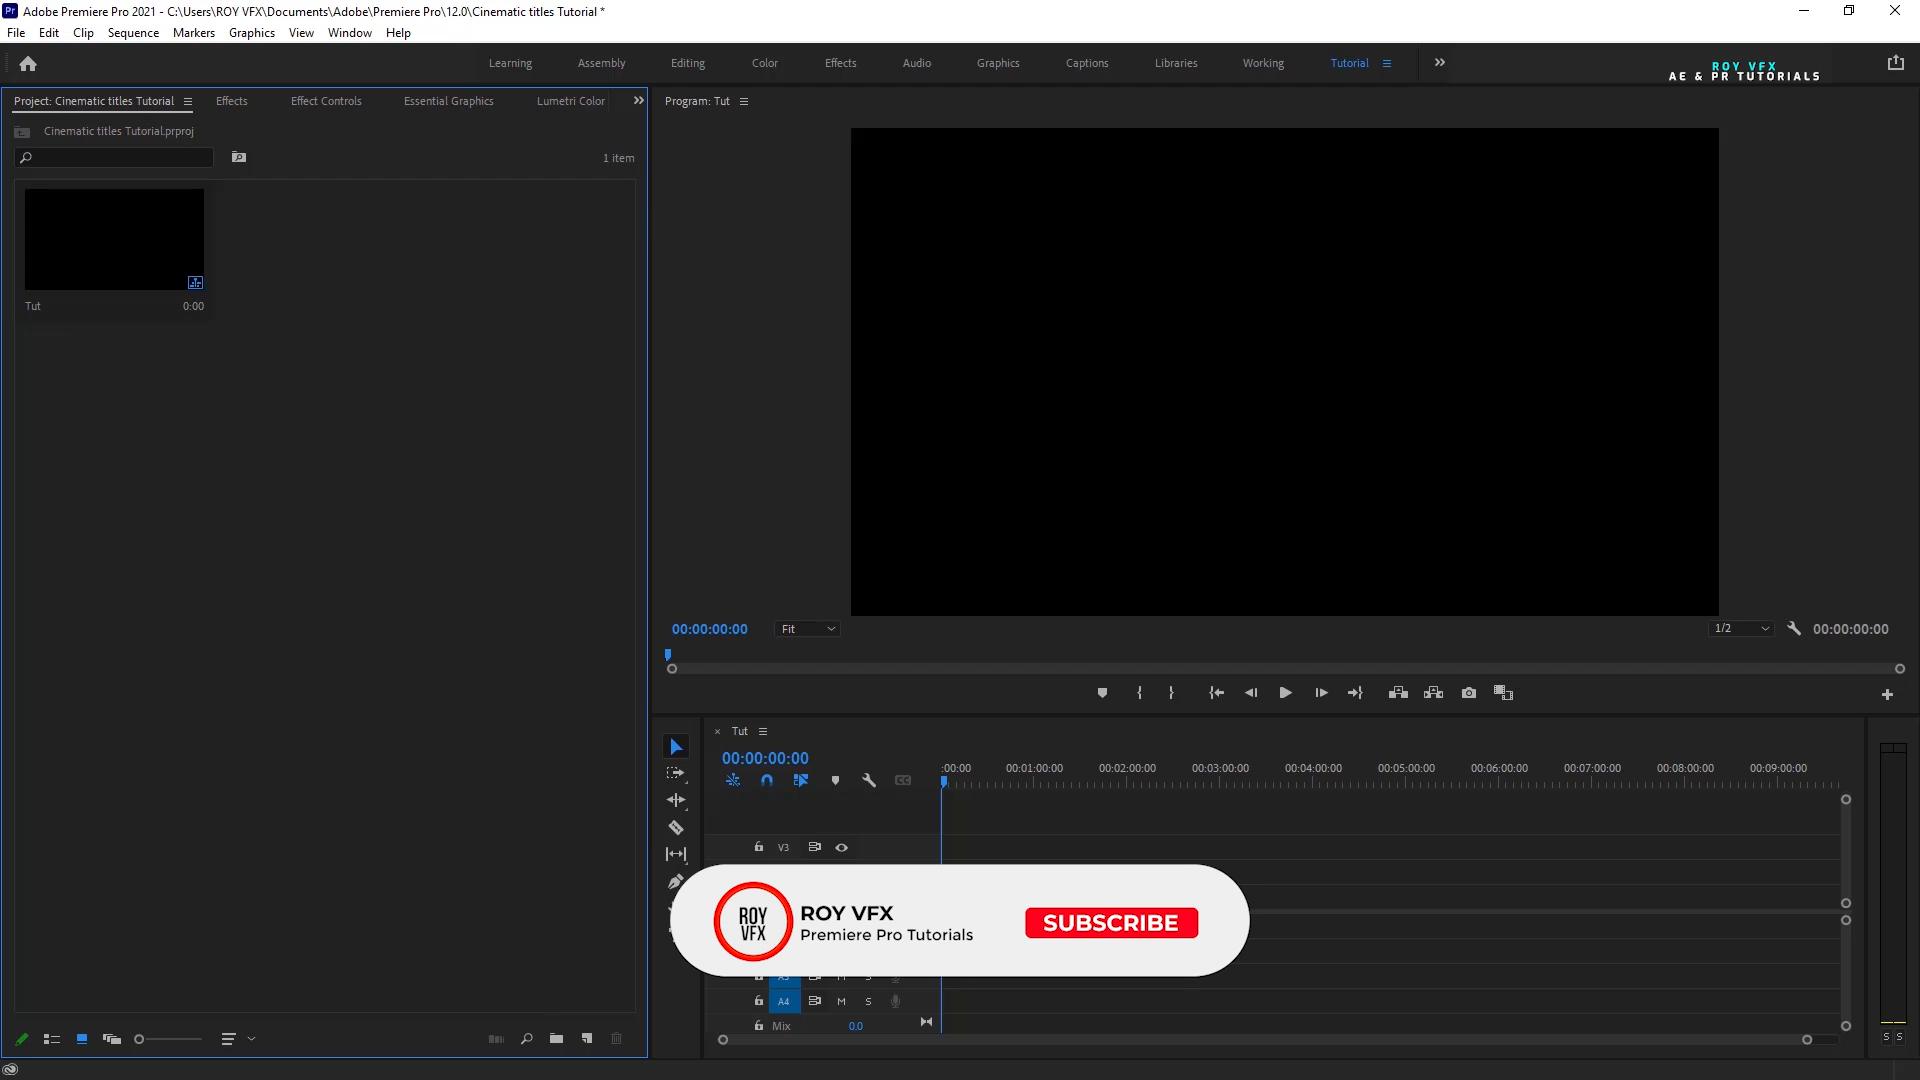 Adobe Premiere Pro 2021 - C:\Users\ROY VFX\Documents\Adobe\Premiere Pro\12.0\Cinematic titles Tutorial *
File Edit Clip Sequence Markers Graphics View Window Help
Learning Assembly Editing Color Effects Audio Graphics Captions Libraries Working Tutorial
ROY VFX
AE & PR TUTORIALS
Project: Cinematic titles Tutorial Effects Effect Controls Essential Graphics Lumetri Color
Program: Tut
Cinematic titles Tutorial.prproj
1 item
Tut 0:00
00:00:00:00 Fit 1/2 00:00:00:00
Tut
00:00:00:00
:00:00 00:01:00:00 00:02:00:00 00:03:00:00 00:04:00:00 00:05:00:00 00:06:00:00 00:07:00:00 00:08:00:00 00:09:00:00
V3
ROY VFX
ROY VFX
Premiere Pro Tutorials
SUBSCRIBE
A3 M S
A4 M S
Mix 0.0
S S